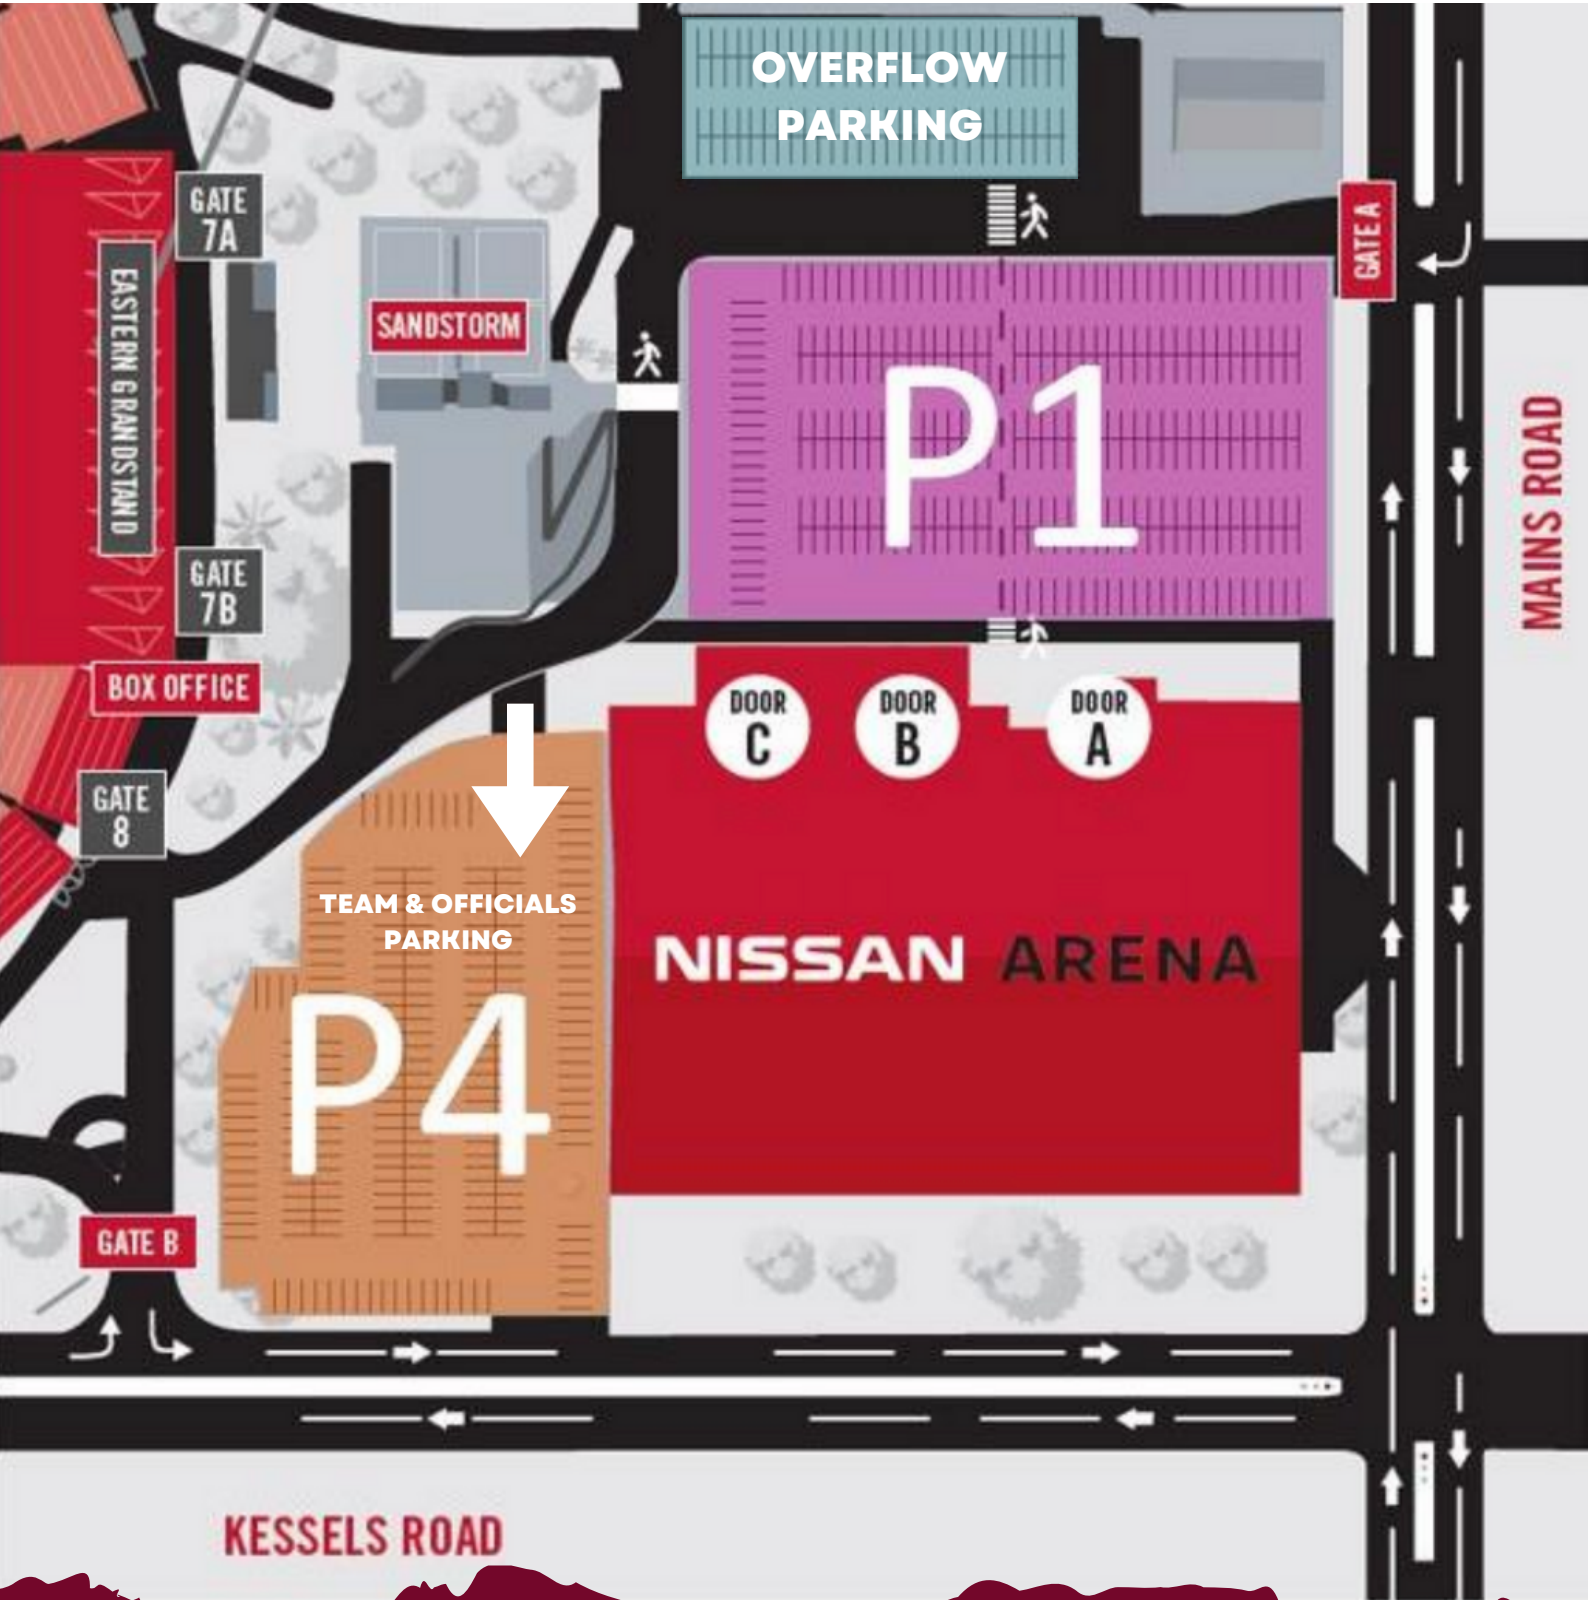 OVERFLOW
PARKING
GATE
7A
GATE A
EASTERN GRANDSTAND
SANDSTORM
P1
MAINS ROAD
GATE
7B
BOX OFFICE
DOOR
C
DOOR
B
DOOR
A
GATE
8
TEAM & OFFICIALS
PARKING
NISSAN ARENA
P4
GATE B
KESSELS ROAD